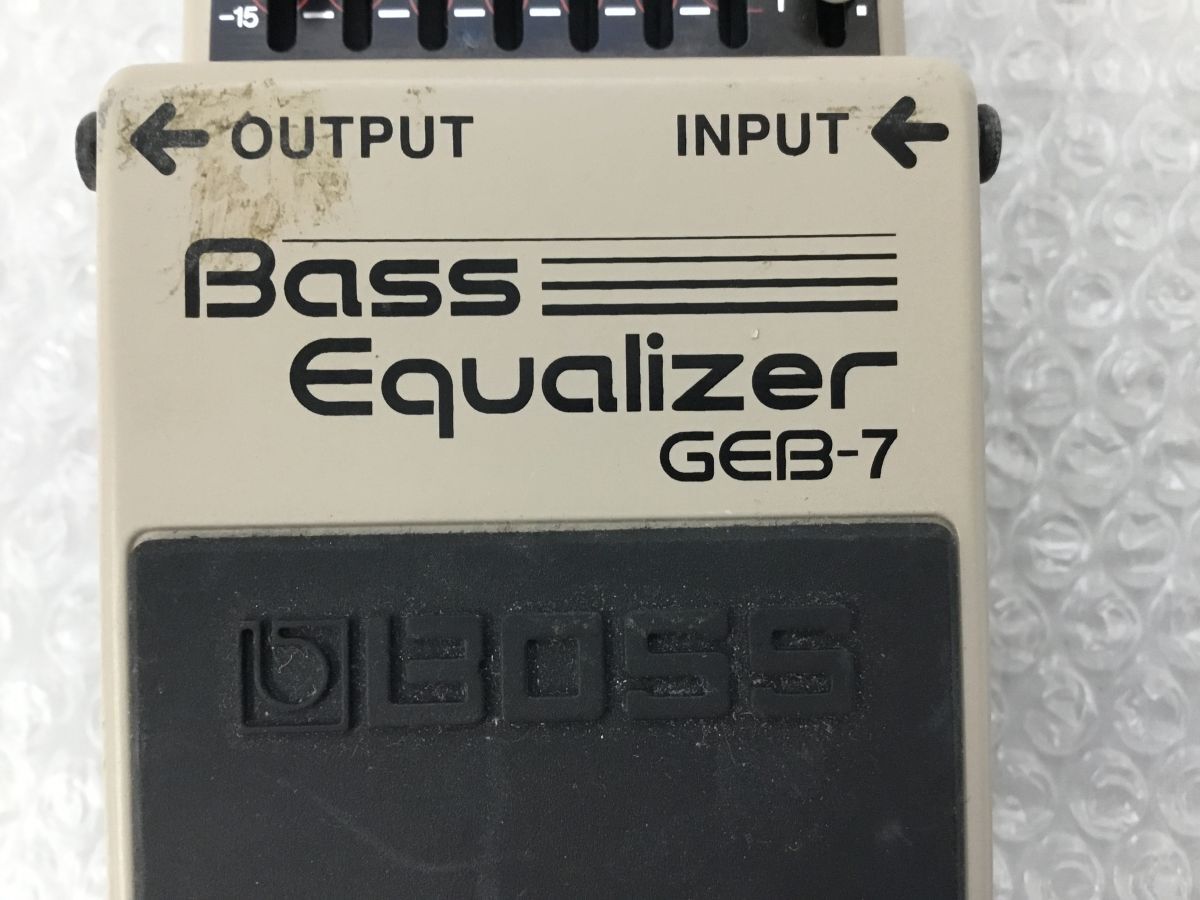 -15
OUTPUT INPUT
Bass
Equalizer
GEB-7
BOSS